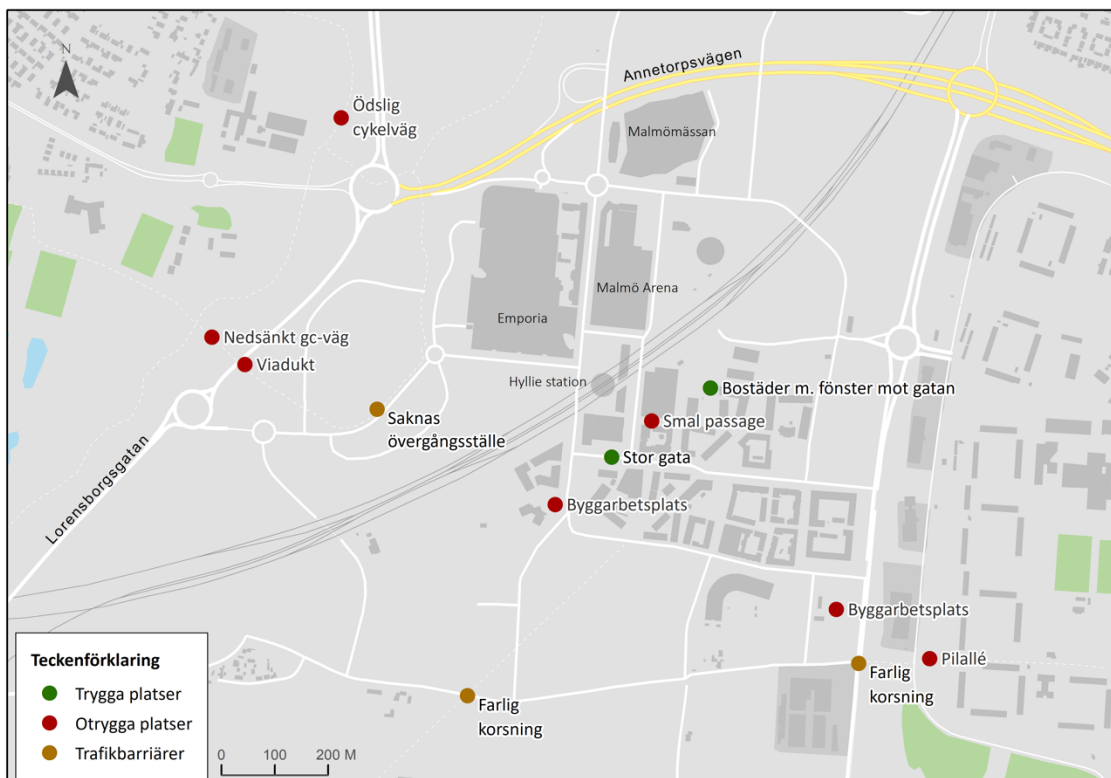 N
Ödslig
cykelväg
Annetorpsvägen
Malmömässan
Malmö Arena
Emporia
Nedsänkt gc-väg
Viadukt
Hyllie station
Bostäder m. fönster mot gatan
Saknas
övergångsställe
Smal passage
Stor gata
Lorensborgsgatan
Byggarbetsplats
Byggarbetsplats
Pilallé
Farlig
korsning
Farlig
korsning
Teckenförklaring
Trygga platser
Otrygga platser
Trafikbarriärer
0 100 200 M